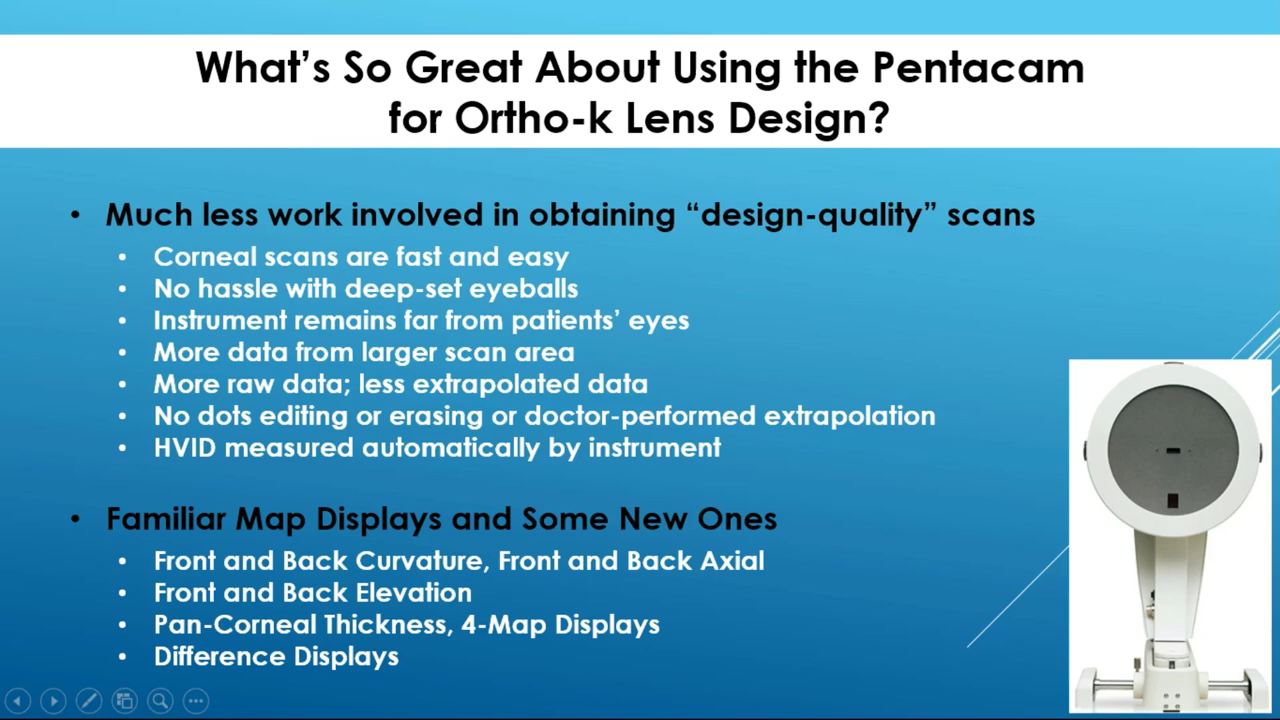 What's So Great About Using the Pentacam
for Ortho-k Lens Design?
• Much less work involved in obtaining “design-quality” scans
• Corneal scans are fast and easy
• No hassle with deep-set eyeballs
• Instrument remains far from patients’ eyes
• More data from larger scan area
• More raw data; less extrapolated data
• No dots editing or erasing or doctor-performed extrapolation
• HVID measured automatically by instrument
• Familiar Map Displays and Some New Ones
• Front and Back Curvature, Front and Back Axial
• Front and Back Elevation
• Pan-Corneal Thickness, 4-Map Displays
• Difference Displays